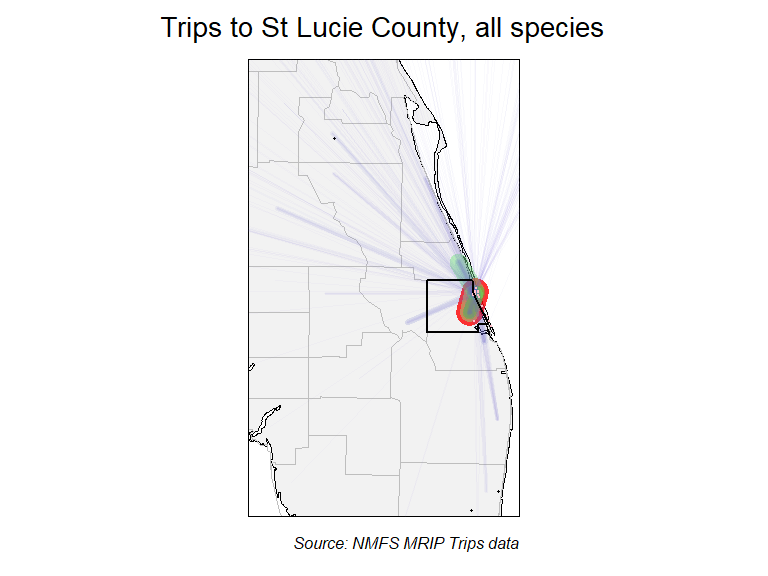 Trips to St Lucie County, all species
Source: NMFS MRIP Trips data